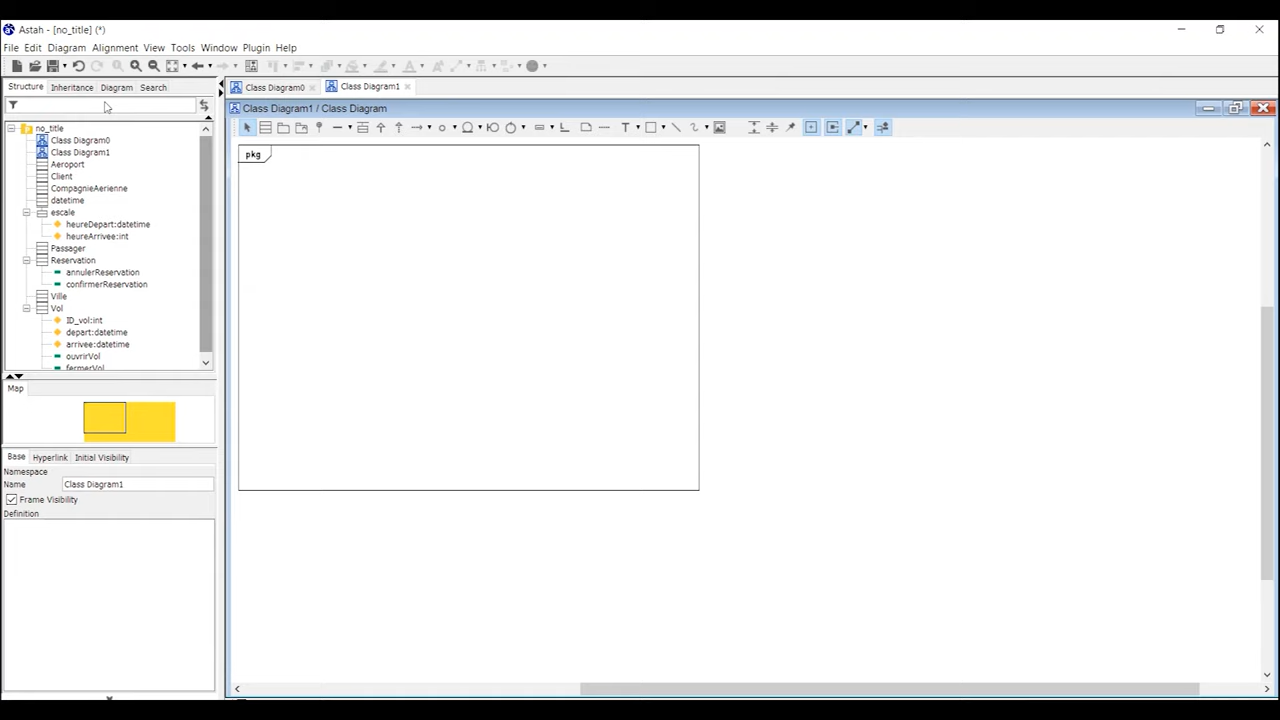 Astah - [no_title] (*)
File Edit Diagram Alignment View Tools Window Plugin Help
Structure Inheritance Diagram Search
Class Diagram0 Class Diagram1
Class Diagram1 / Class Diagram
no_title
Class Diagram0
Class Diagram1
Aeroport
Client
CompagnieAerienne
datetime
escale
heureDepart:datetime
heureArrivee:int
Passager
Reservation
annulerReservation
confirmerReservation
Ville
Vol
ID_vol:int
depart:datetime
arrivee:datetime
ouvrirVol
fermerVol
pkg
Map
Base Hyperlink Initial Visibility
Namespace
Name Class Diagram1
Frame Visibility
Definition